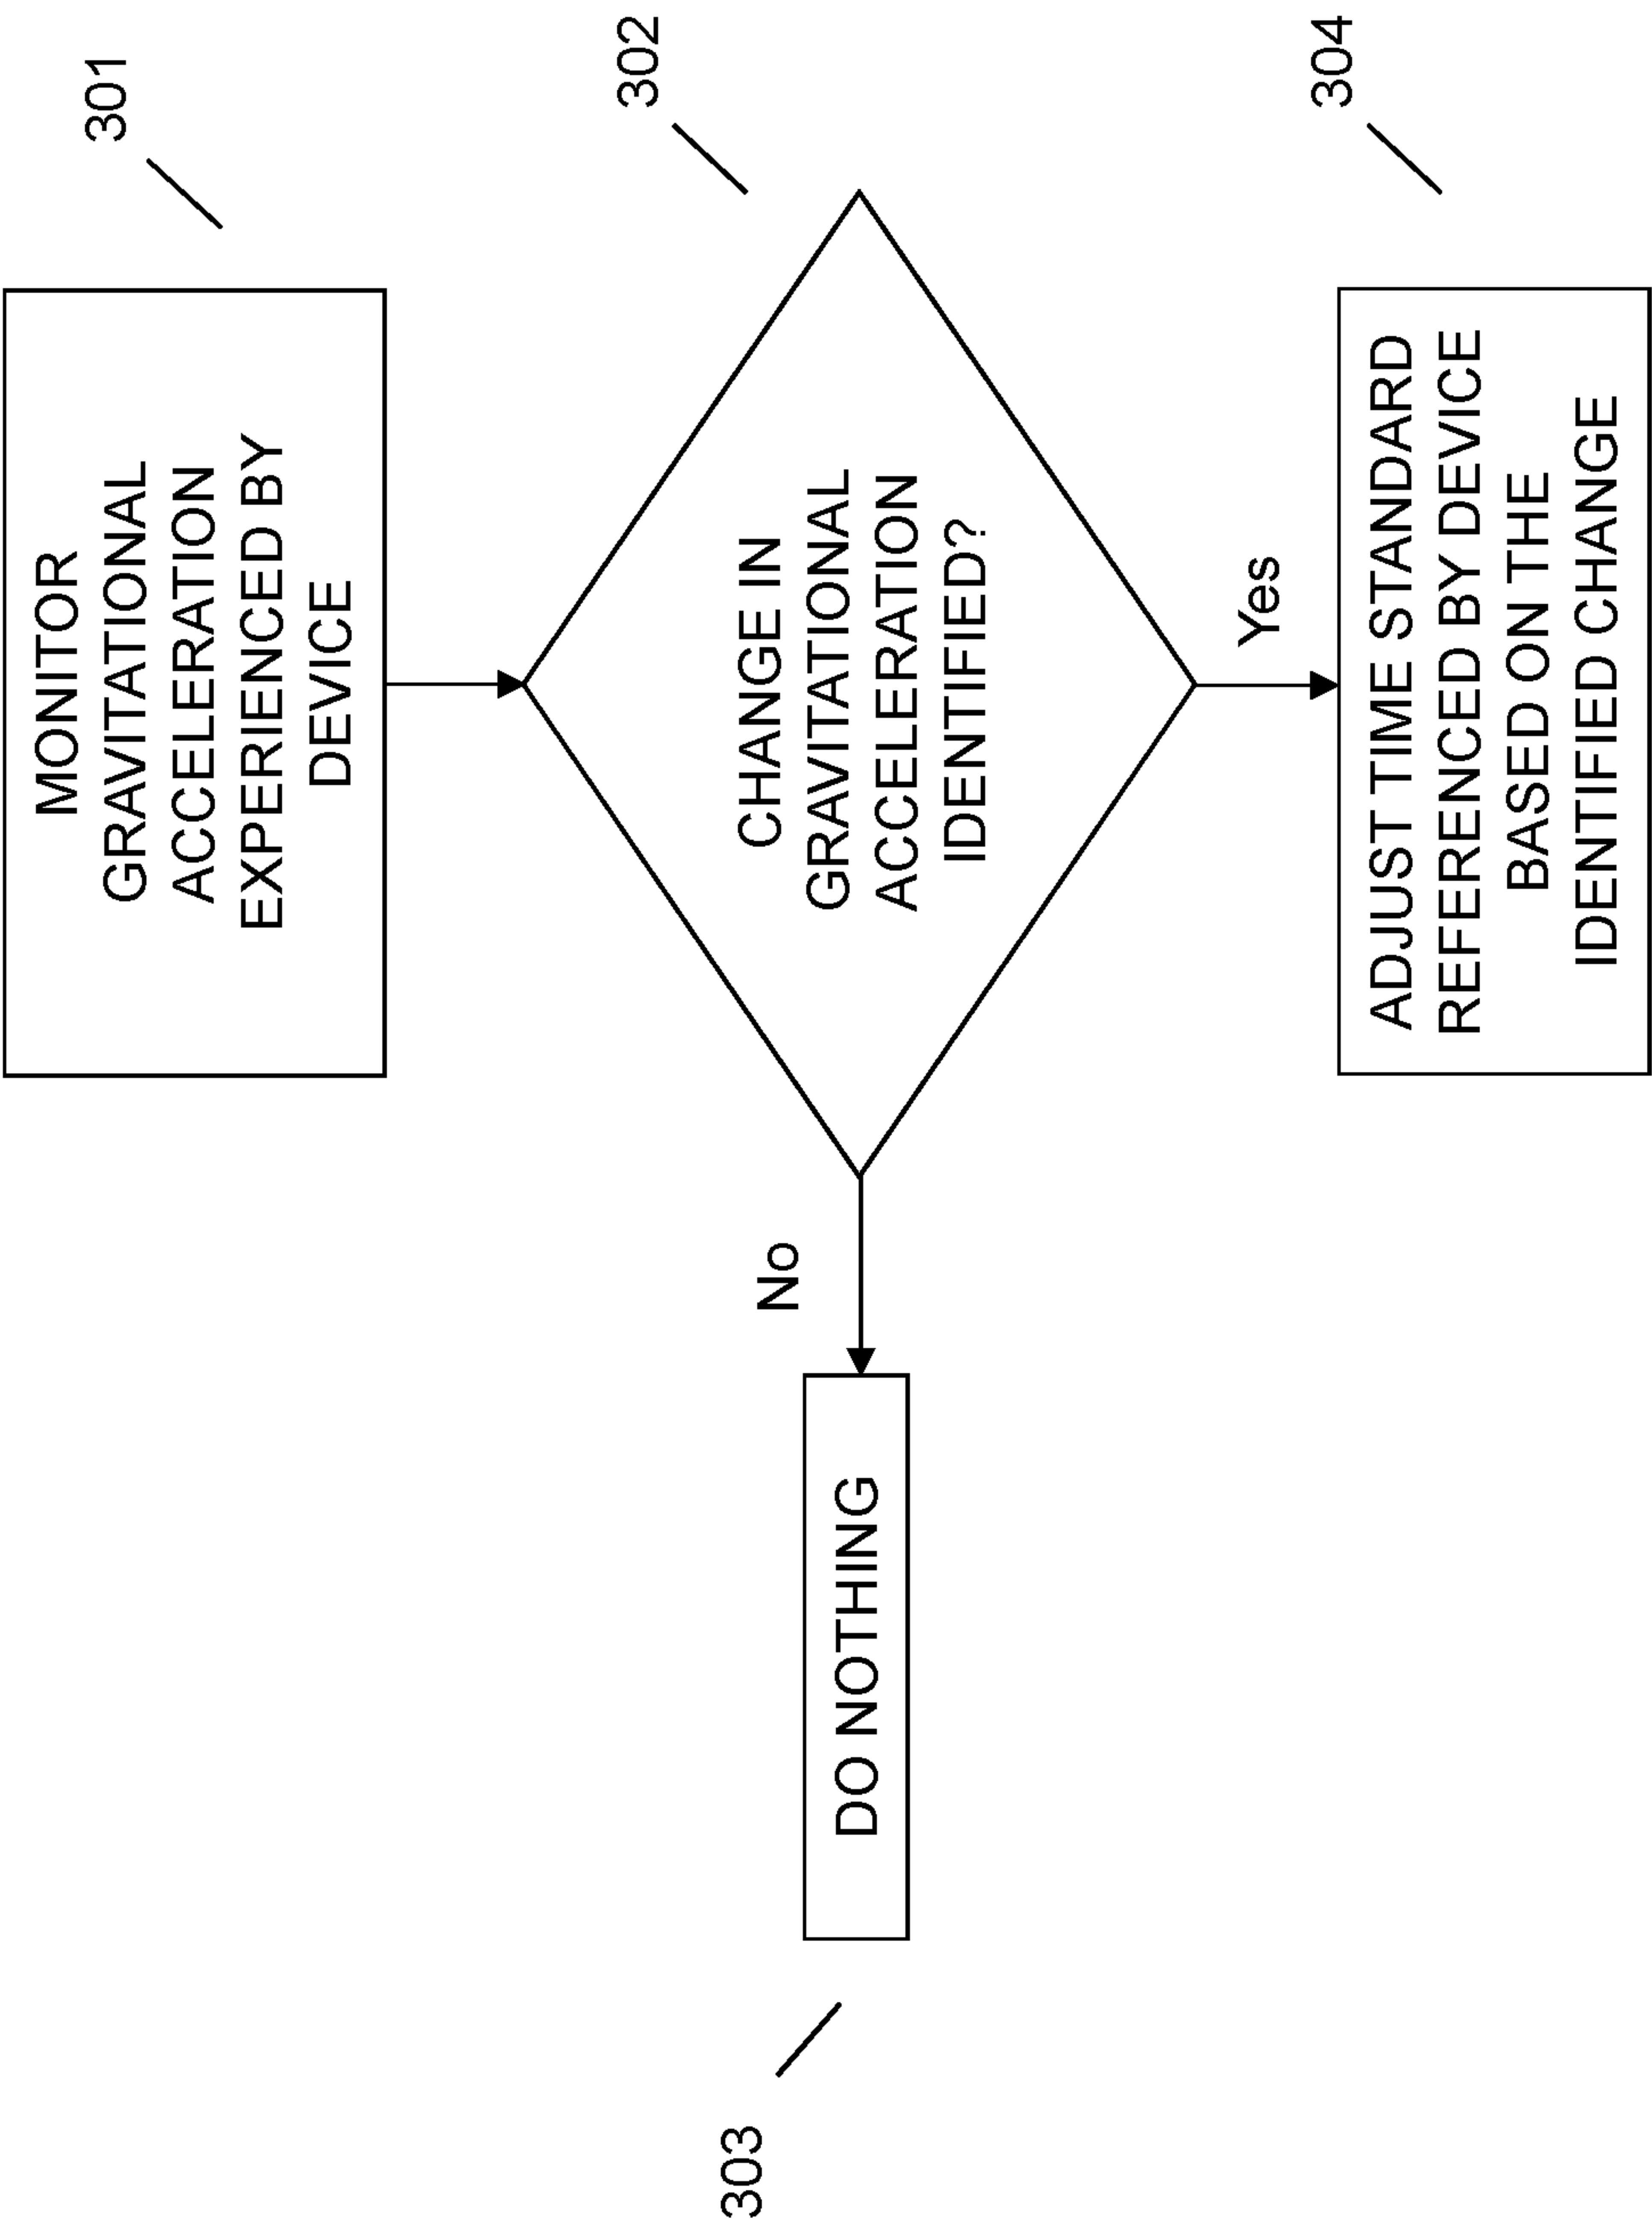 301
MONITOR
GRAVITATIONAL
ACCELERATION
EXPERIENCED BY
DEVICE
302
CHANGE IN
GRAVITATIONAL
ACCELERATION
IDENTIFIED?
No
303
DO NOTHING
Yes
304
ADJUST TIME STANDARD
REFERENCED BY DEVICE
BASED ON THE
IDENTIFIED CHANGE